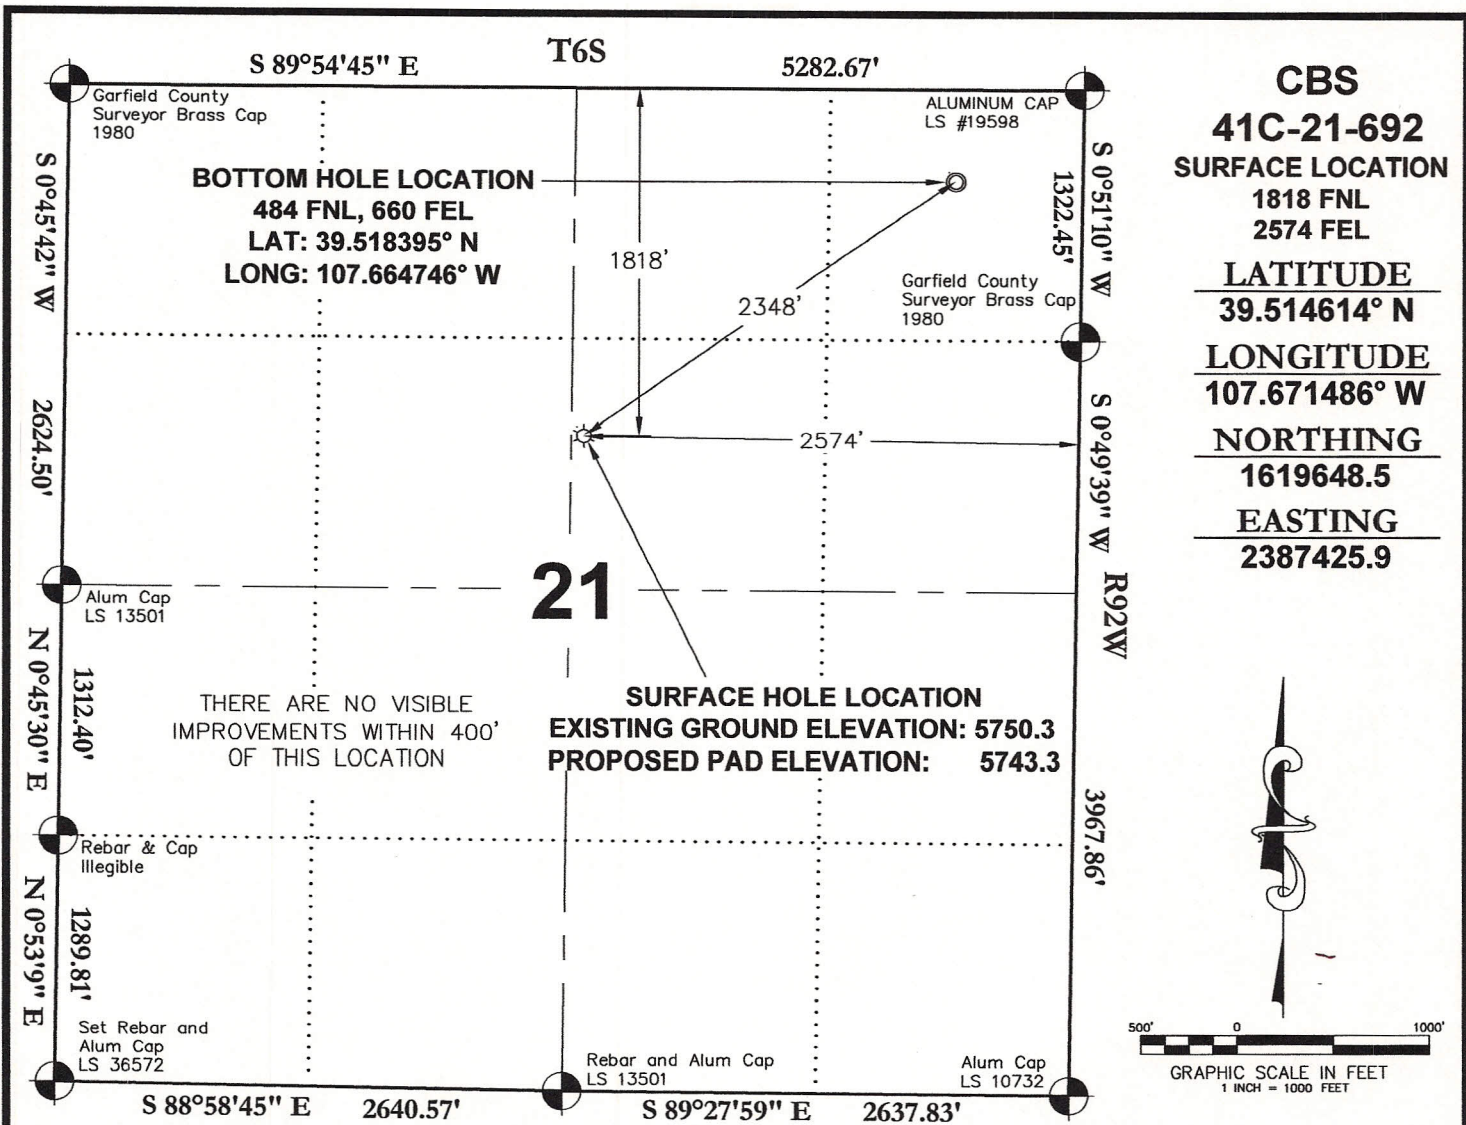 T6S
S 89°54'45" E
5282.67'
Garfield County
Surveyor Brass Cap
1980
ALUMINUM CAP
LS #19598
BOTTOM HOLE LOCATION
484 FNL, 660 FEL
LAT: 39.518395° N
LONG: 107.664746° W
1818'
2348'
2574'
S 0°45'42" W
2624.50'
S 0°51'10" W
1322.45'
Garfield County
Surveyor Brass Cap
1980
S 0°49'39" W
3967.86'
R92W
21
Alum Cap
LS 13501
N 0°45'30" E
1312.40'
THERE ARE NO VISIBLE
IMPROVEMENTS WITHIN 400'
OF THIS LOCATION
SURFACE HOLE LOCATION
EXISTING GROUND ELEVATION: 5750.3
PROPOSED PAD ELEVATION: 5743.3
Rebar & Cap
Illegible
N 0°53'9" E
1289.81'
Set Rebar and
Alum Cap
LS 36572
Rebar and Alum Cap
LS 13501
Alum Cap
LS 10732
S 88°58'45" E
2640.57'
S 89°27'59" E
2637.83'
CBS
41C-21-692
SURFACE LOCATION
1818 FNL
2574 FEL
LATITUDE
39.514614° N
LONGITUDE
107.671486° W
NORTHING
1619648.5
EASTING
2387425.9
500' 0 1000'
GRAPHIC SCALE IN FEET
1 INCH = 1000 FEET